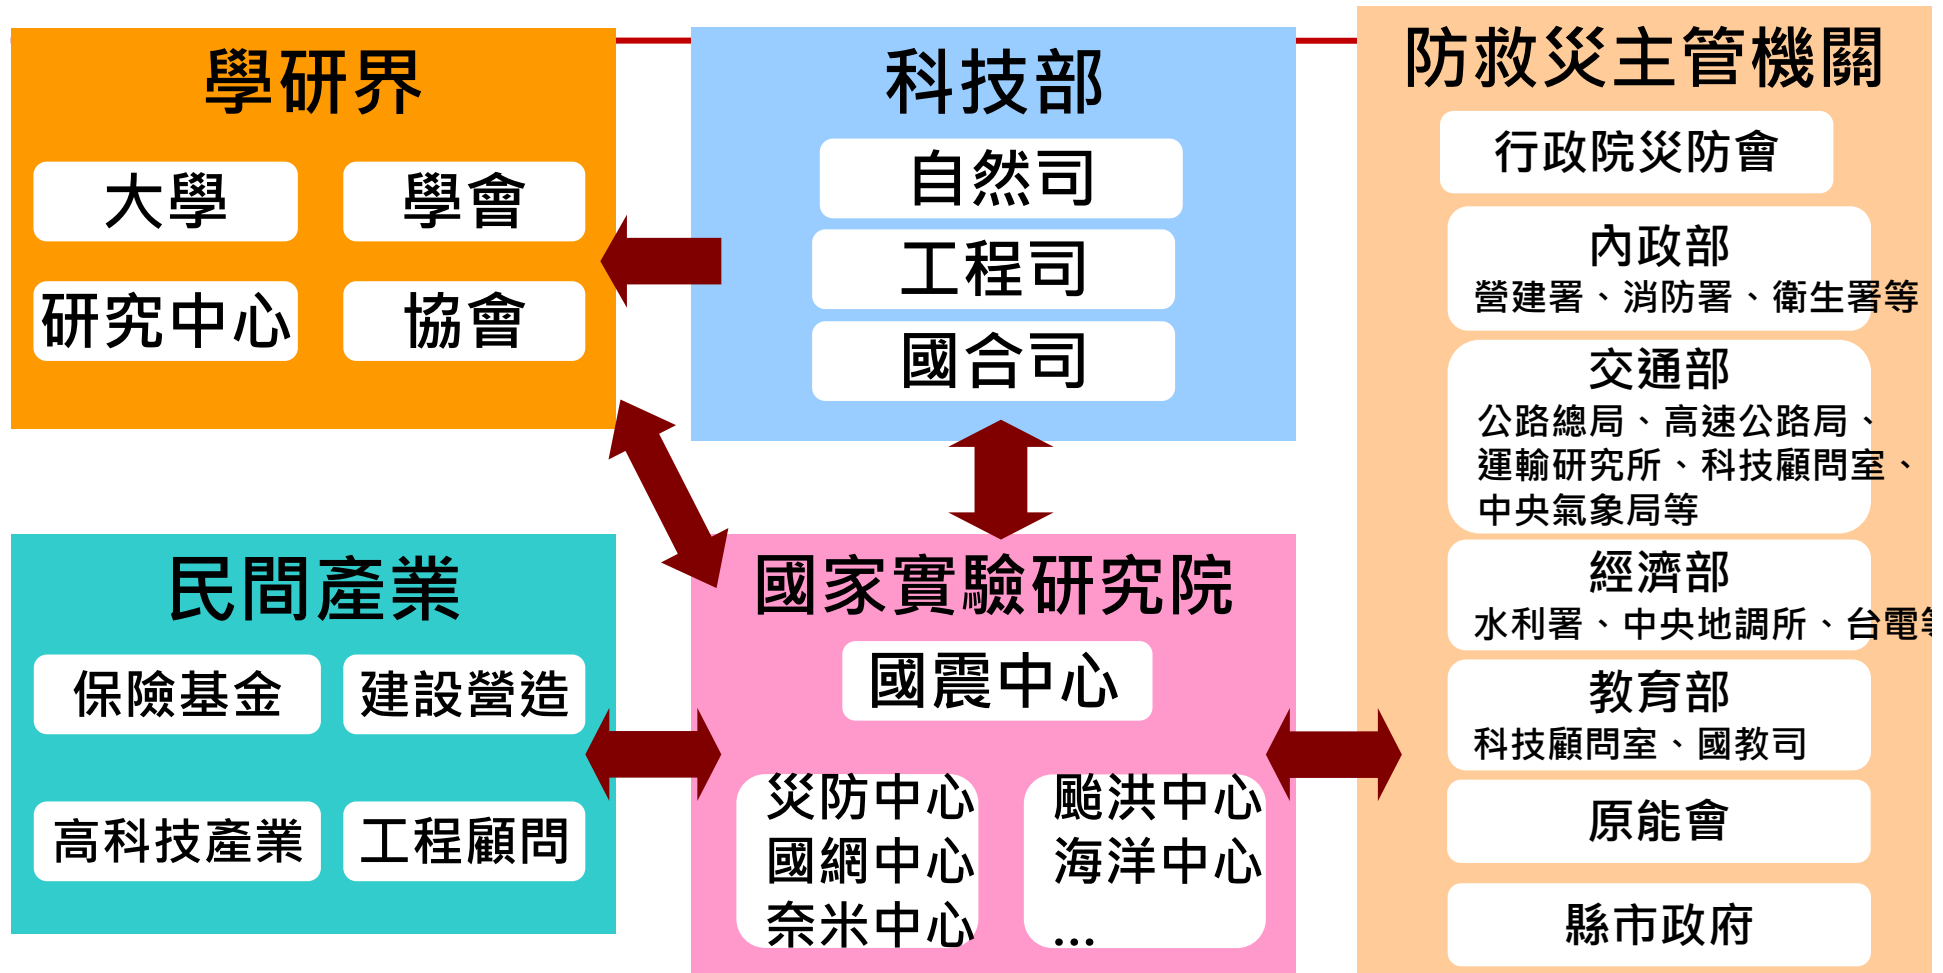 學研界
大學
學會
研究中心
協會
科技部
自然司
工程司
國合司
防救災主管機關
行政院災防會
內政部
營建署、消防署、衛生署等
交通部
公路總局、高速公路局、
運輸研究所、科技顧問室、
中央氣象局等
經濟部
水利署、中央地調所、台電等
教育部
科技顧問室、國教司
原能會
縣市政府
民間產業
保險基金
建設營造
高科技產業
工程顧問
國家實驗研究院
國震中心
災防中心
國網中心
奈米中心
颱洪中心
海洋中心
...